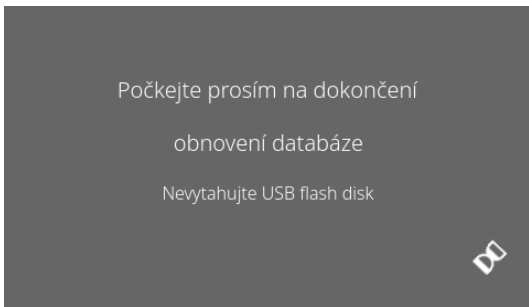 Počkejte prosím na dokončení
obnovení databáze
Nevytahujte USB flash disk